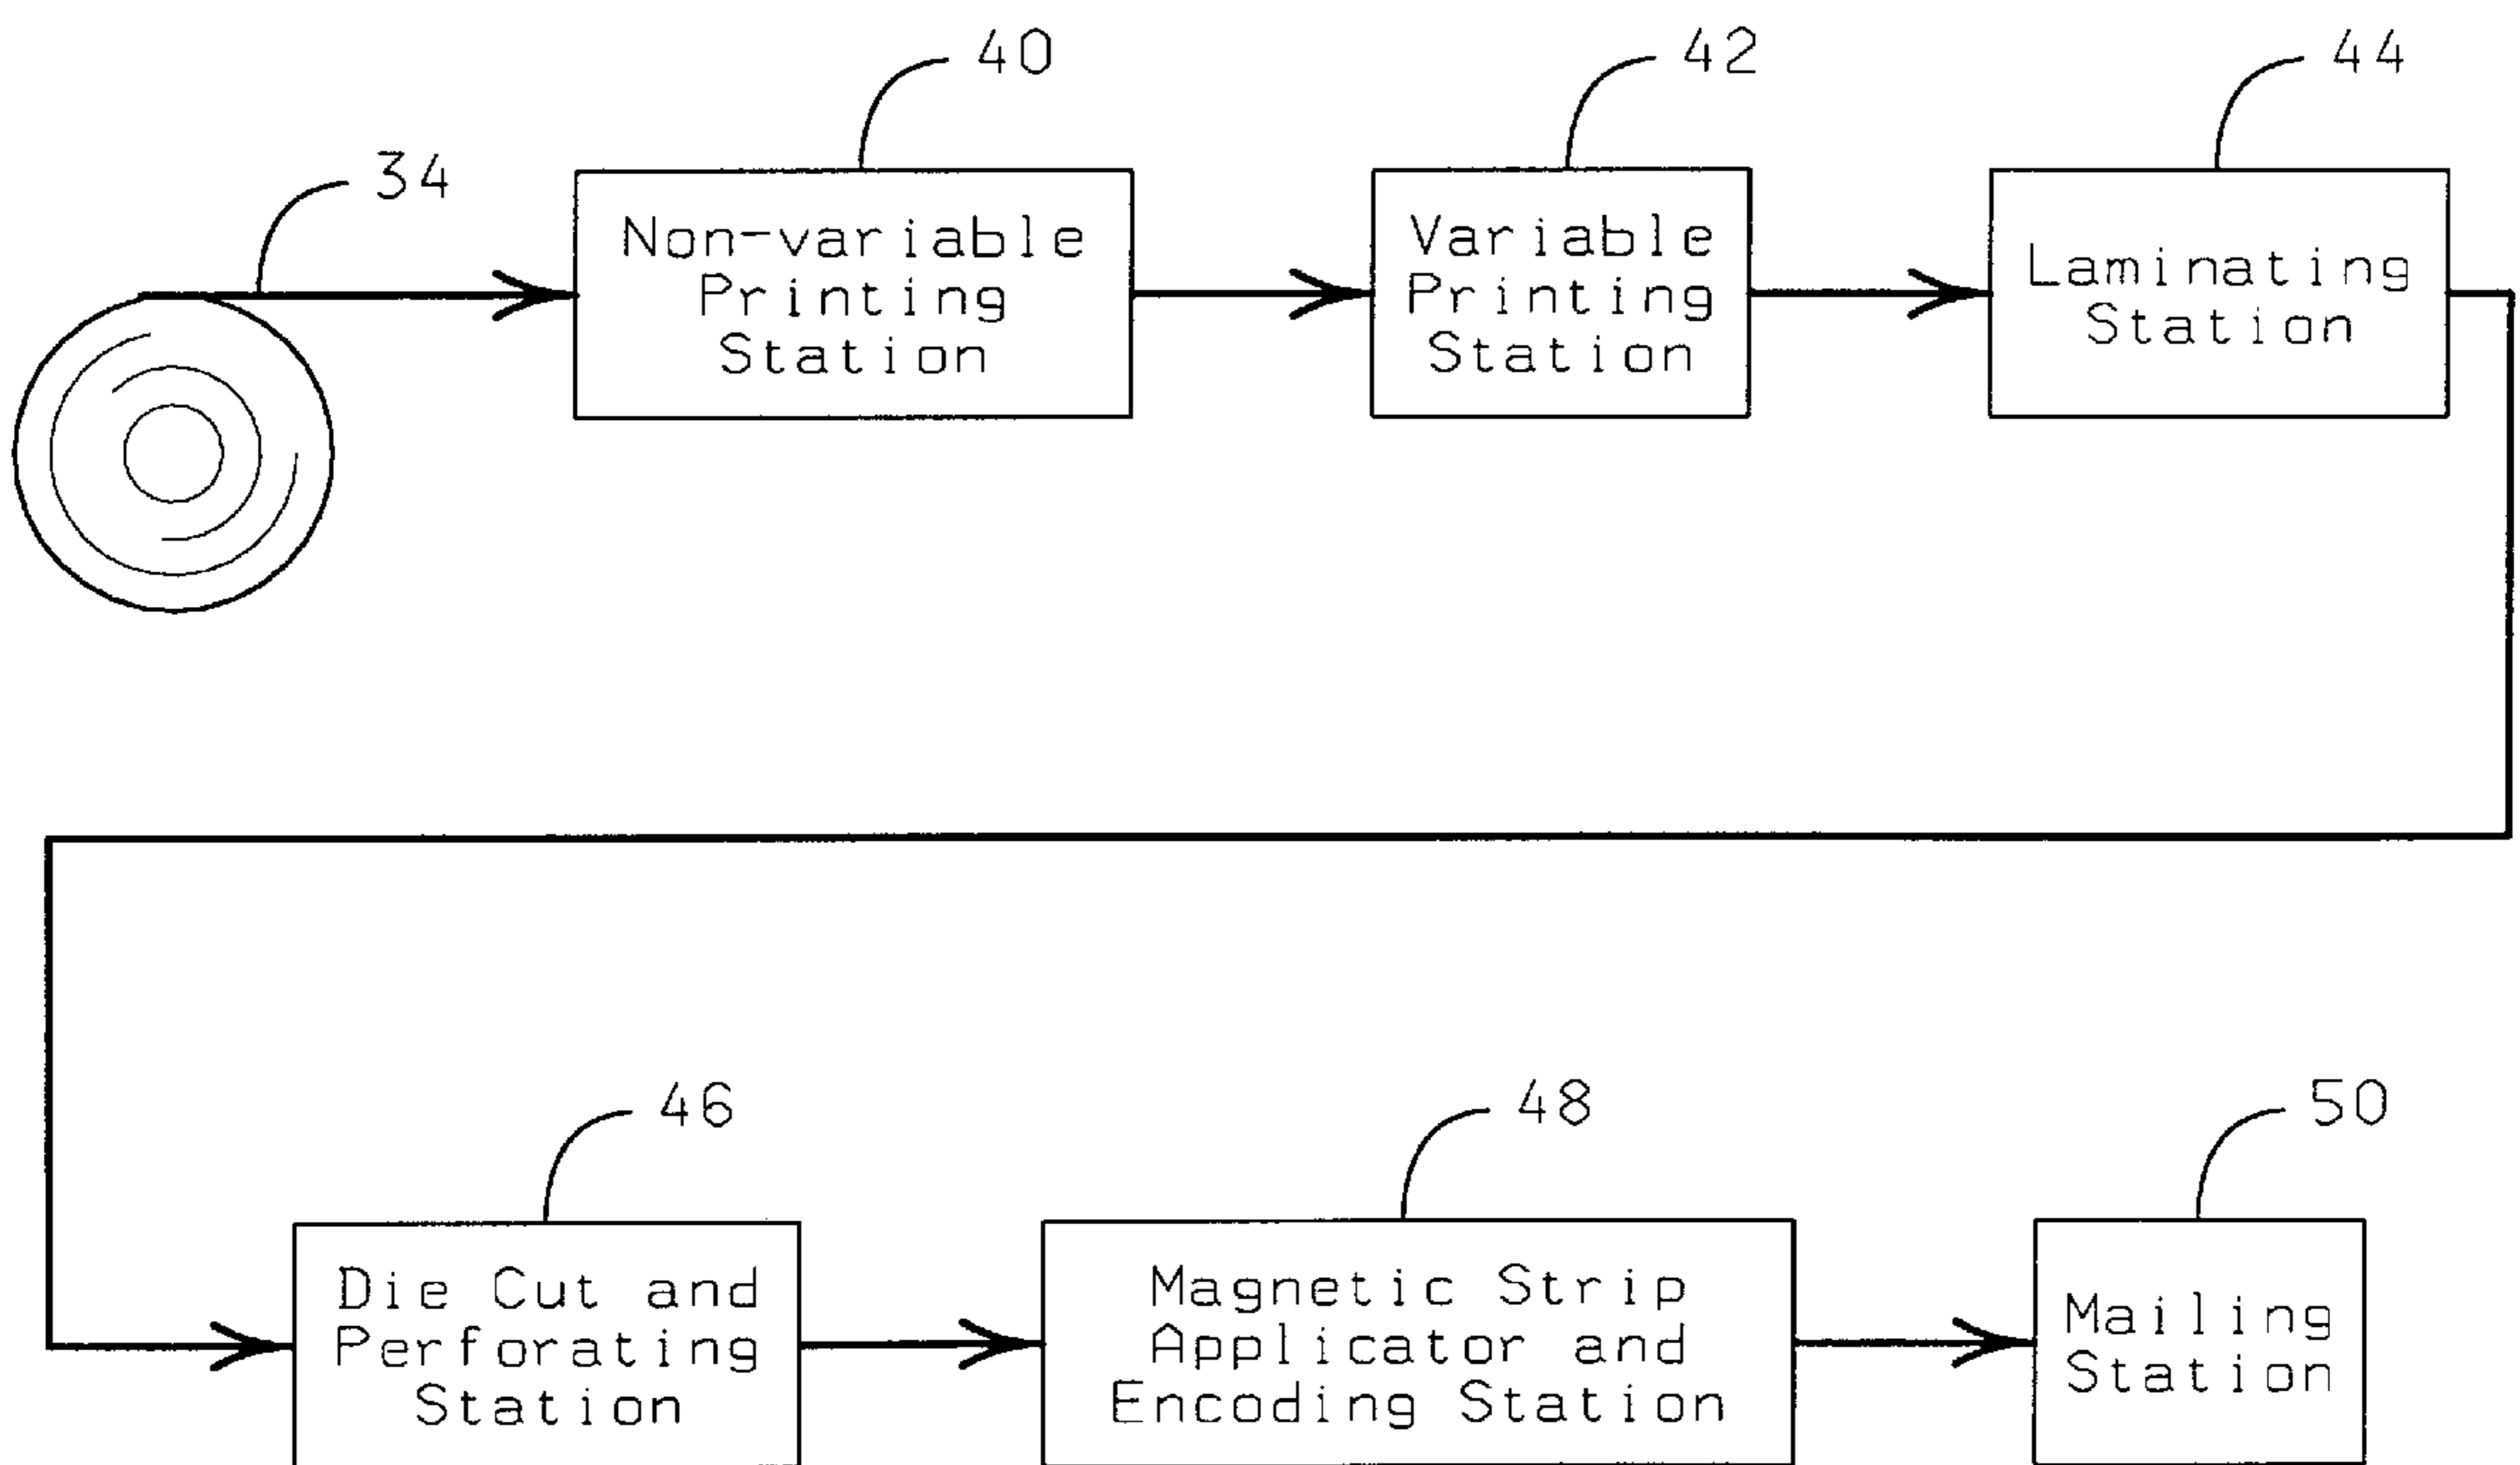 40
42
44
34
Non-variable
Printing
Station
Variable
Printing
Station
Laminating
Station
46
48
50
Die Cut and
Perforating
Station
Magnetic Strip
Applicator and
Encoding Station
Mailing
Station